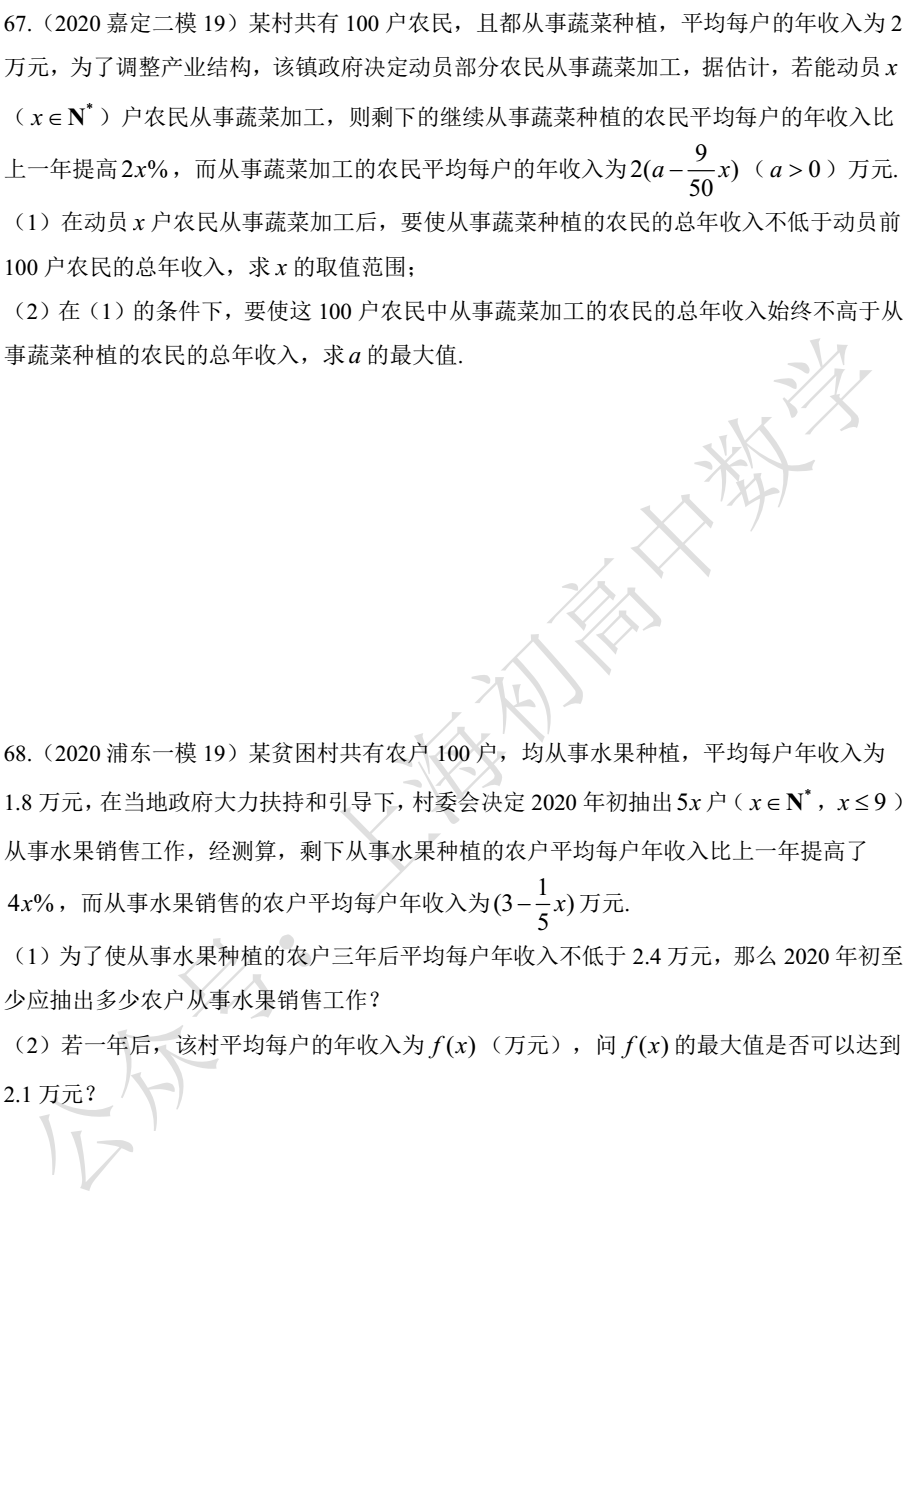 67.（2020 嘉定二模 19）某村共有 100 户农民，且都从事蔬菜种植，平均每户的年收入为 2
万元，为了调整产业结构，该镇政府决定动员部分农民从事蔬菜加工，据估计，若能动员 x
（x∈N*）户农民从事蔬菜加工，则剩下的继续从事蔬菜种植的农民平均每户的年收入比
上一年提高 2x%，而从事蔬菜加工的农民平均每户的年收入为 2(a − 9/50 x)（a > 0）万元.
（1）在动员 x 户农民从事蔬菜加工后，要使从事蔬菜种植的农民的总年收入不低于动员前
100 户农民的总年收入，求 x 的取值范围；
（2）在（1）的条件下，要使这 100 户农民中从事蔬菜加工的农民的总年收入始终不高于从
事蔬菜种植的农民的总年收入，求 a 的最大值.
68.（2020 浦东一模 19）某贫困村共有农户 100 户，均从事水果种植，平均每户年收入为
1.8 万元，在当地政府大力扶持和引导下，村委会决定 2020 年初抽出 5x 户（x∈N*，x ≤ 9）
从事水果销售工作，经测算，剩下从事水果种植的农户平均每户年收入比上一年提高了
4x%，而从事水果销售的农户平均每户年收入为 (3 − 1/5 x) 万元.
（1）为了使从事水果种植的农户三年后平均每户年收入不低于 2.4 万元，那么 2020 年初至
少应抽出多少农户从事水果销售工作？
（2）若一年后，该村平均每户的年收入为 f(x)（万元），问 f(x) 的最大值是否可以达到
2.1 万元？
公众号：上海初高中数学